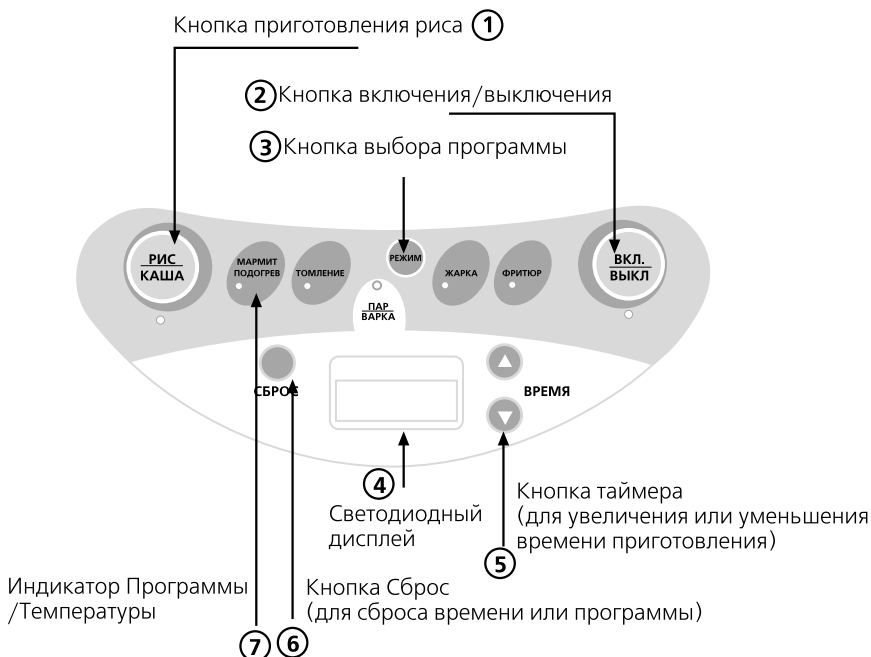 Кнопка приготовления риса 1
2 Кнопка включения/выключения
3 Кнопка выбора программы
РИС
КАША
МАРМИТ
ПОДОГРЕВ
ТОМЛЕНИЕ
РЕЖИМ
ПАР
ВАРКА
ЖАРКА
ФРИТЮР
ВКЛ.
ВЫКЛ
СБРОС
ВРЕМЯ
4
Светодиодный
дисплей
Кнопка таймера
(для увеличения или уменьшения
времени приготовления)
5
Индикатор Программы
/Температуры
7
Кнопка Сброс
(для сброса времени или программы)
6